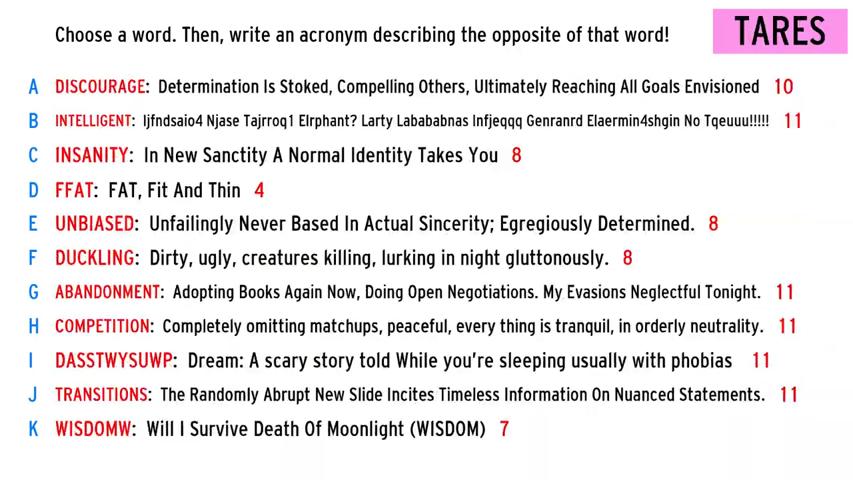 Choose a word. Then, write an acronym describing the opposite of that word!
TARES
A DISCOURAGE: Determination Is Stoked, Compelling Others, Ultimately Reaching All Goals Envisioned 10
B INTELLIGENT: Ijfndsaio4 Njase Tajrroq1 Elrphant? Larty Labababnas Infjeqqq Genranrd Elaermin4shgin No Tqeuuu!!!!! 11
C INSANITY: In New Sanctity A Normal Identity Takes You 8
D FFAT: FAT, Fit And Thin 4
E UNBIASED: Unfailingly Never Based In Actual Sincerity; Egregiously Determined. 8
F DUCKLING: Dirty, ugly, creatures killing, lurking in night gluttonously. 8
G ABANDONMENT: Adopting Books Again Now, Doing Open Negotiations. My Evasions Neglectful Tonight. 11
H COMPETITION: Completely omitting matchups, peaceful, every thing is tranquil, in orderly neutrality. 11
I DASSTWYSUWP: Dream: A scary story told While you're sleeping usually with phobias 11
J TRANSITIONS: The Randomly Abrupt New Slide Incites Timeless Information On Nuanced Statements. 11
K WISDOMW: Will I Survive Death Of Moonlight (WISDOM) 7